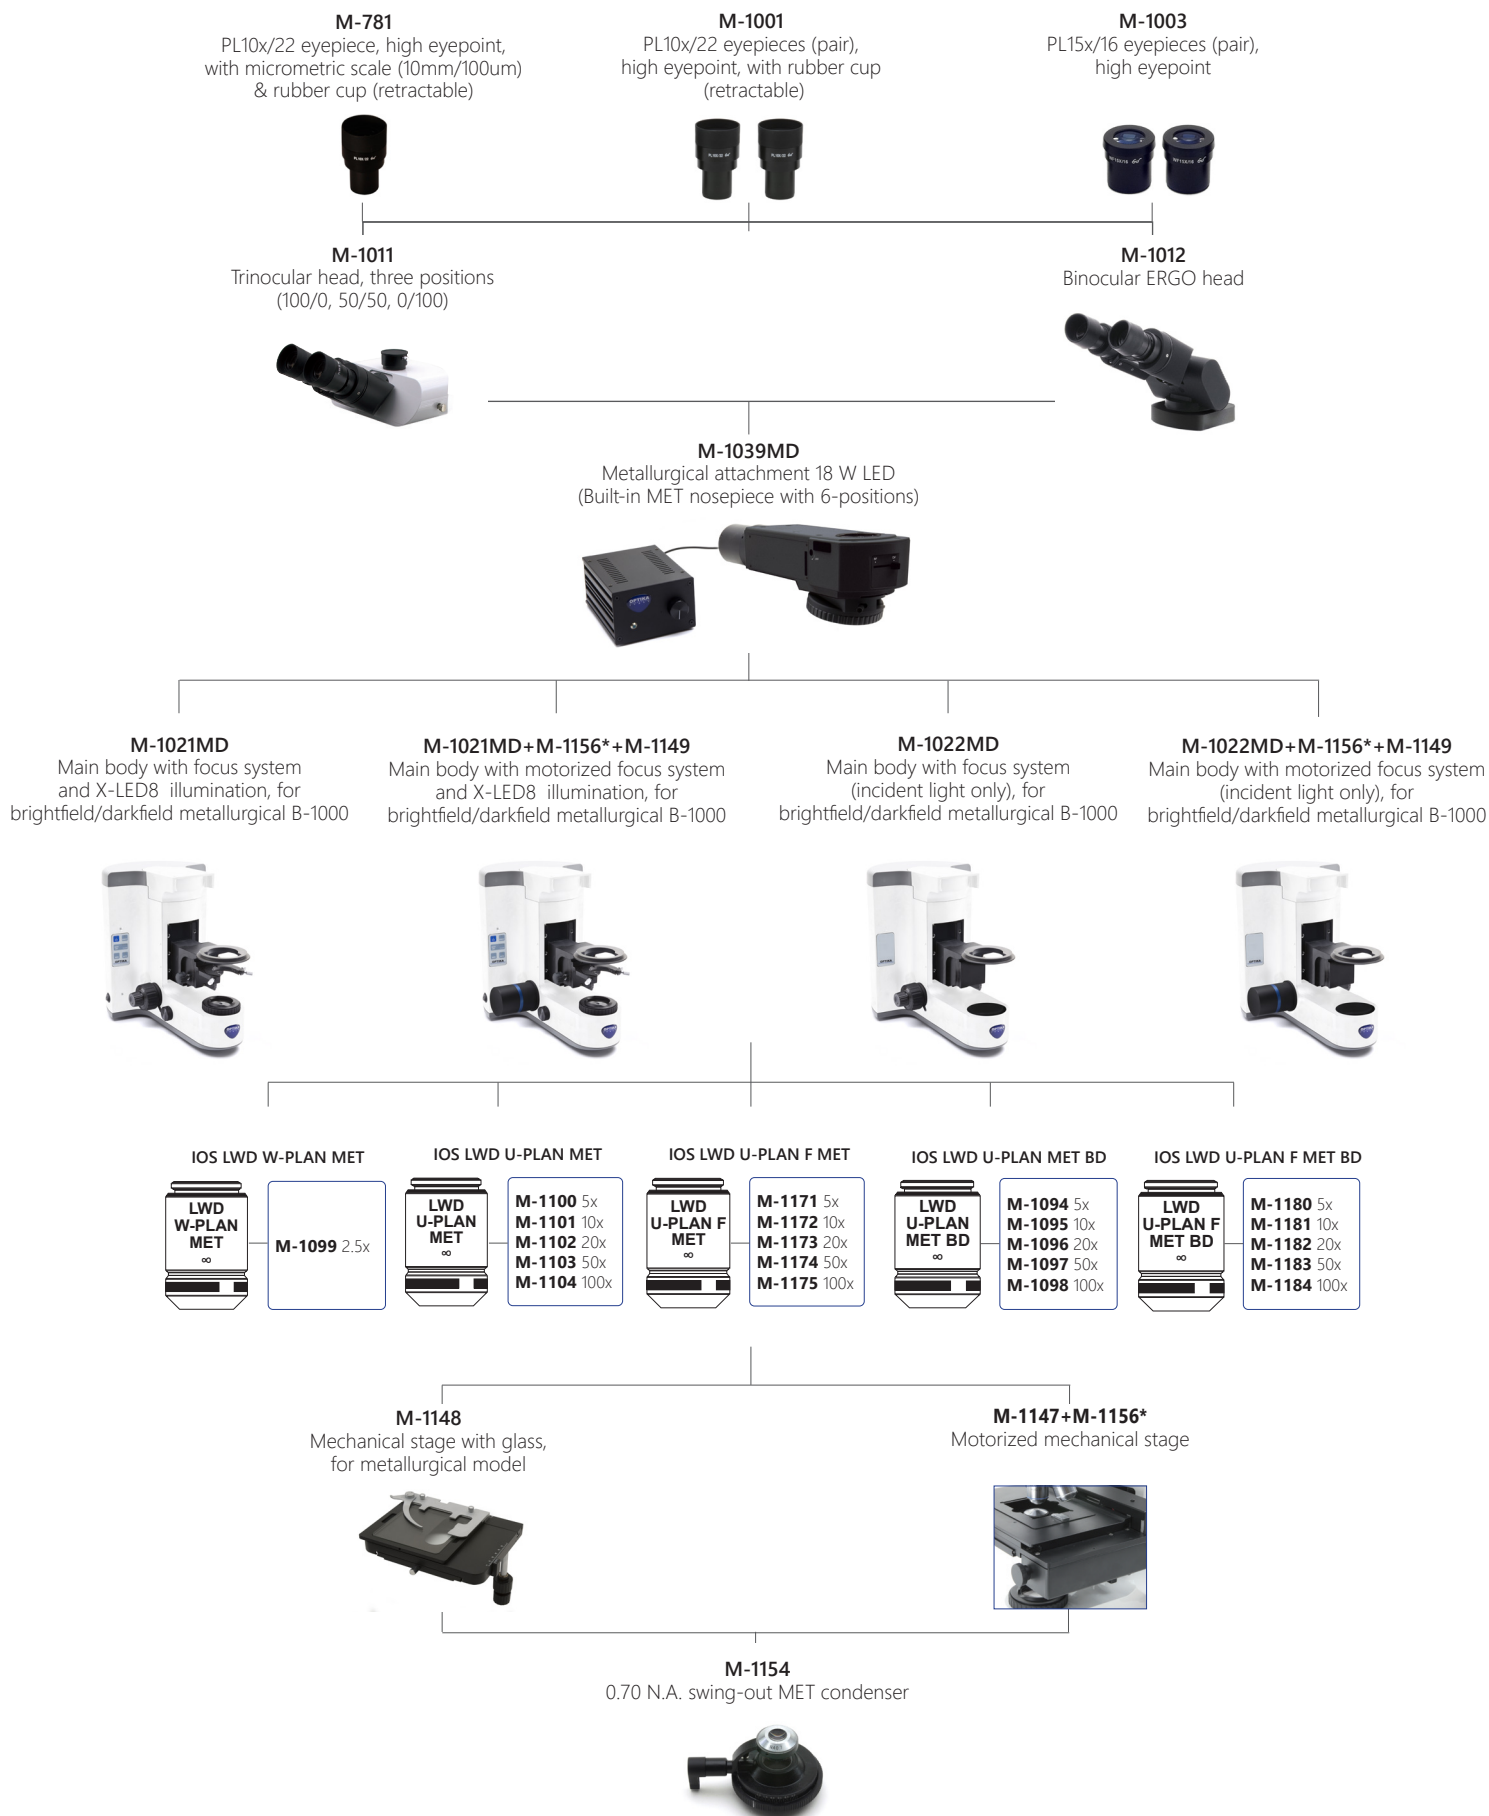 M-781
PL10x/22 eyepiece, high eyepoint,
with micrometric scale (10mm/100um)
& rubber cup (retractable)
M-1001
PL10x/22 eyepieces (pair),
high eyepoint, with rubber cup
(retractable)
M-1003
PL15x/16 eyepieces (pair),
high eyepoint
M-1011
Trinocular head, three positions
(100/0, 50/50, 0/100)
M-1012
Binocular ERGO head
M-1039MD
Metallurgical attachment 18 W LED
(Built-in MET nosepiece with 6-positions)
OPTIKA
M-1021MD
Main body with focus system
and X-LED8 illumination, for
brightfield/darkfield metallurgical B-1000
M-1021MD+M-1156*+M-1149
Main body with motorized focus system
and X-LED8 illumination, for
brightfield/darkfield metallurgical B-1000
M-1022MD
Main body with focus system
(incident light only), for
brightfield/darkfield metallurgical B-1000
M-1022MD+M-1156*+M-1149
Main body with motorized focus system
(incident light only), for
brightfield/darkfield metallurgical B-1000
IOS LWD W-PLAN MET
LWD
W-PLAN
MET
∞
M-1099 2.5x
IOS LWD U-PLAN MET
LWD
U-PLAN
MET
∞
M-1100 5x
M-1101 10x
M-1102 20x
M-1103 50x
M-1104 100x
IOS LWD U-PLAN F MET
LWD
U-PLAN F
MET
∞
M-1171 5x
M-1172 10x
M-1173 20x
M-1174 50x
M-1175 100x
IOS LWD U-PLAN MET BD
LWD
U-PLAN
MET BD
∞
M-1094 5x
M-1095 10x
M-1096 20x
M-1097 50x
M-1098 100x
IOS LWD U-PLAN F MET BD
LWD
U-PLAN F
MET BD
∞
M-1180 5x
M-1181 10x
M-1182 20x
M-1183 50x
M-1184 100x
M-1148
Mechanical stage with glass,
for metallurgical model
M-1147+M-1156*
Motorized mechanical stage
M-1154
0.70 N.A. swing-out MET condenser